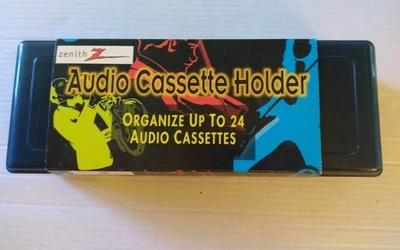 zenith
Audio Cassette Holder
ORGANIZE UP TO 24
AUDIO CASSETTES